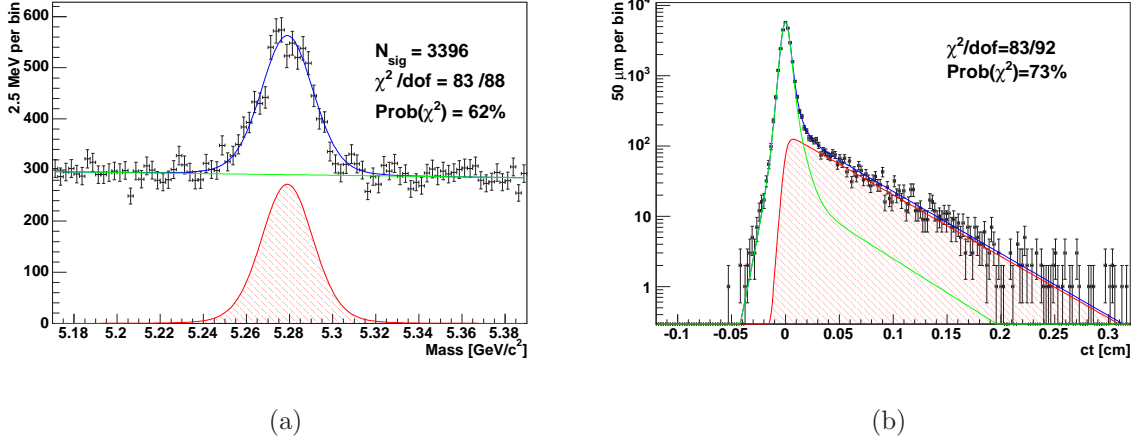 2.5 MeV per bin
600
500
400
300
200
100
0
N_sig = 3396
χ²/dof = 83 /88
Prob(χ²) = 62%
5.18 5.2 5.22 5.24 5.26 5.28 5.3 5.32 5.34 5.36 5.38
Mass [GeV/c²]
(a)
50 μm per bin
10⁴
10³
10²
10
1
χ²/dof=83/92
Prob(χ²)=73%
-0.1 -0.05 0 0.05 0.1 0.15 0.2 0.25 0.3
ct [cm]
(b)